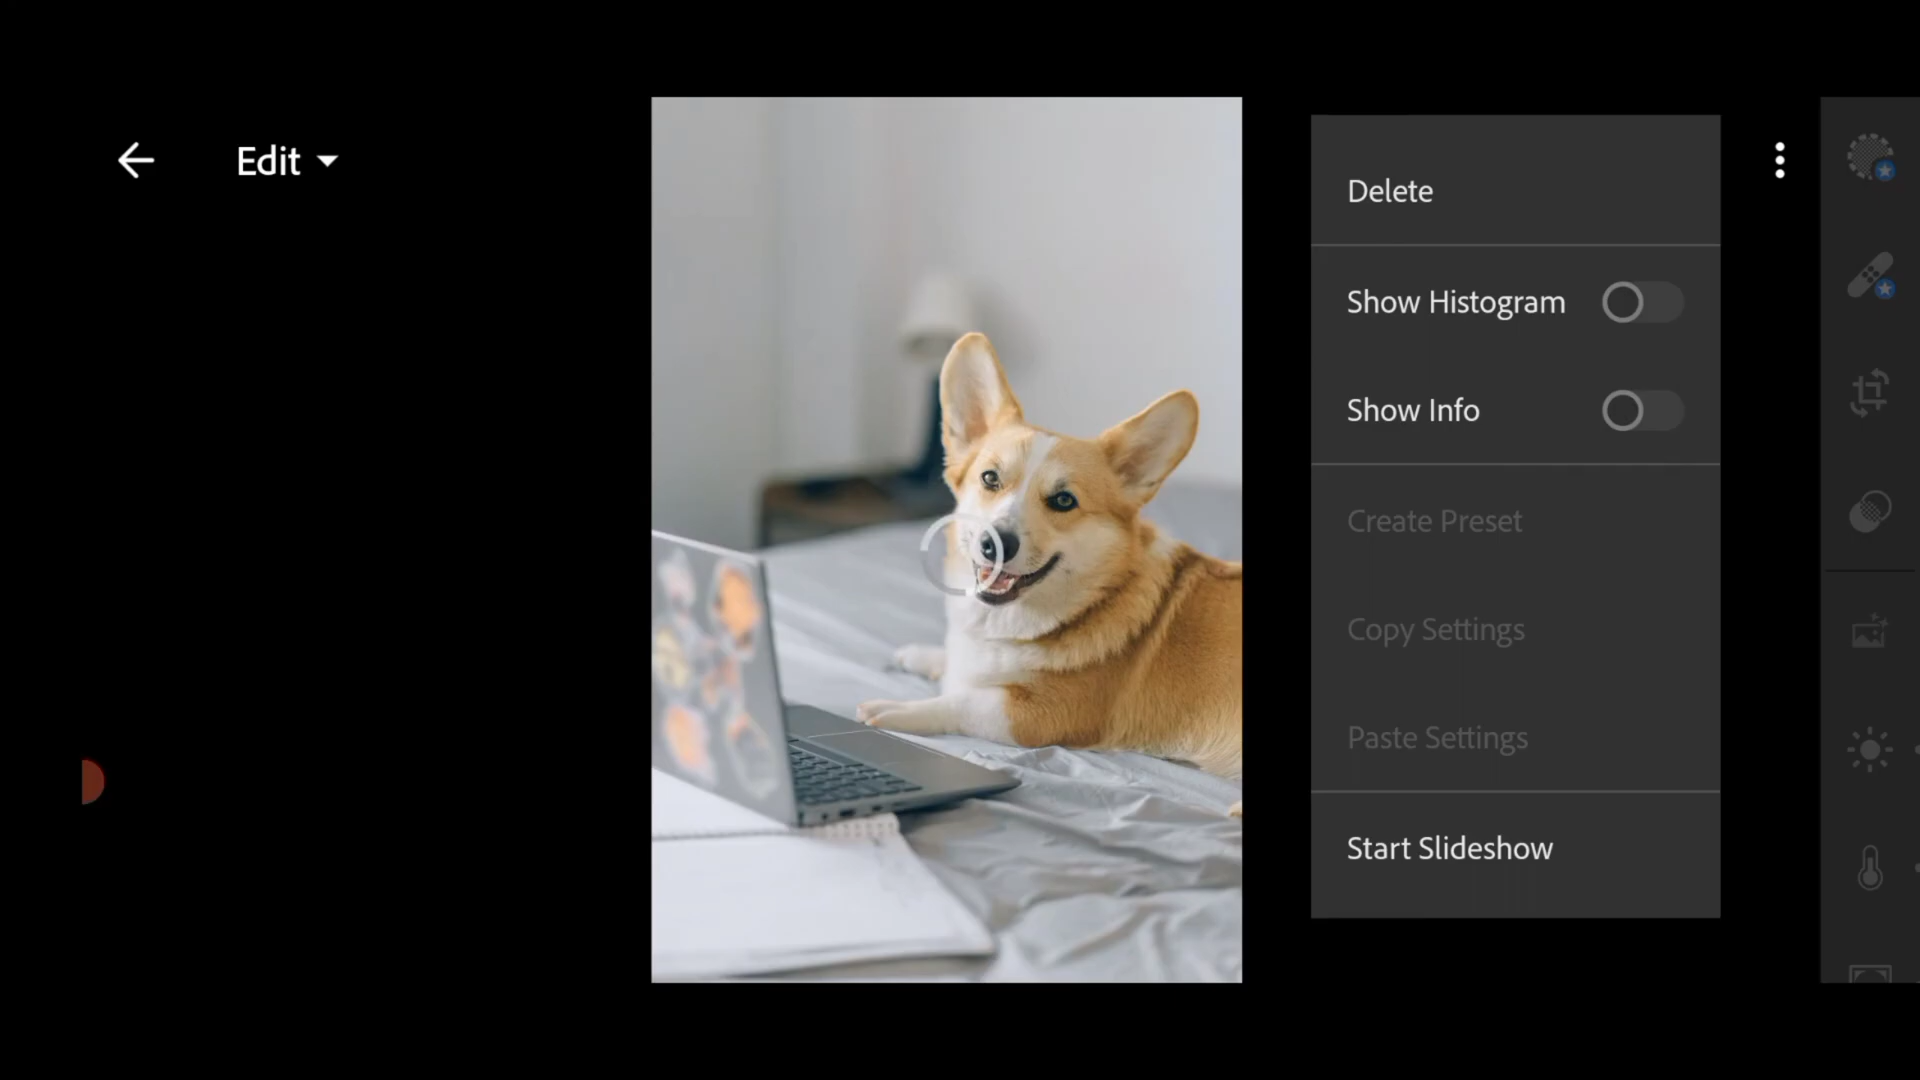 Edit
Delete
Show Histogram
Show Info
Create Preset
Copy Settings
Paste Settings
Start Slideshow